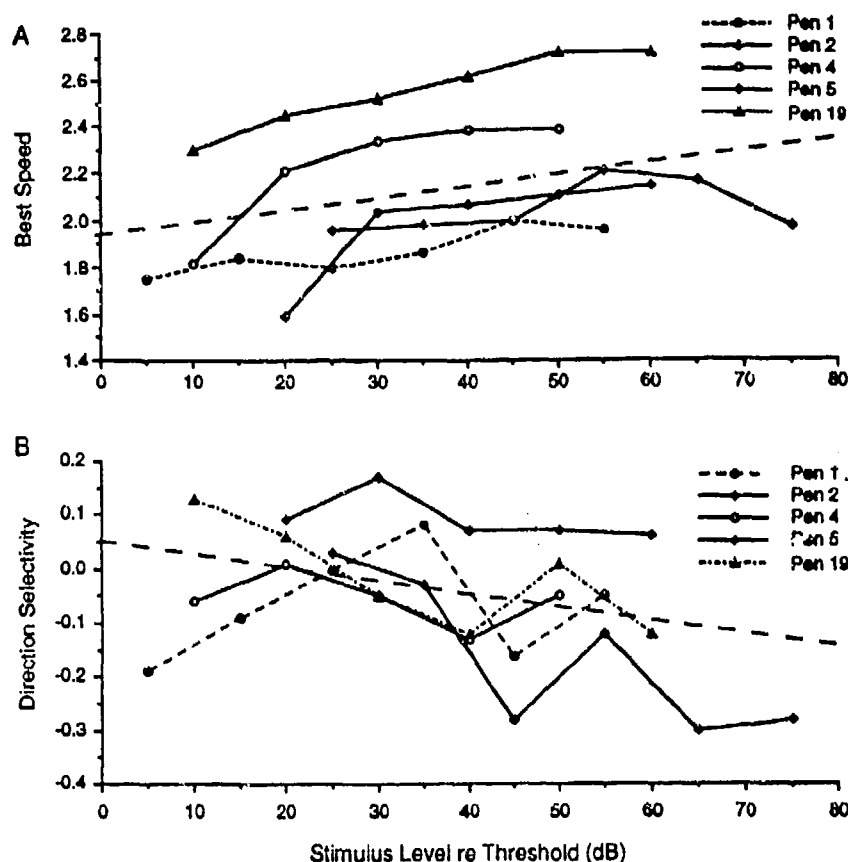 A
Best Speed
2.8
2.6
2.4
2.2
2.0
1.8
1.6
1.4
0 10 20 30 40 50 60 70 80
Pen 1
Pen 2
Pen 4
Pen 5
Pen 19
B
Direction Selectivity
0.2
0.1
0.0
-0.1
-0.2
-0.3
-0.4
0 10 20 30 40 50 60 70 80
Pen 1
Pen 2
Pen 4
Pen 5
Pen 19
Stimulus Level re Threshold (dB)